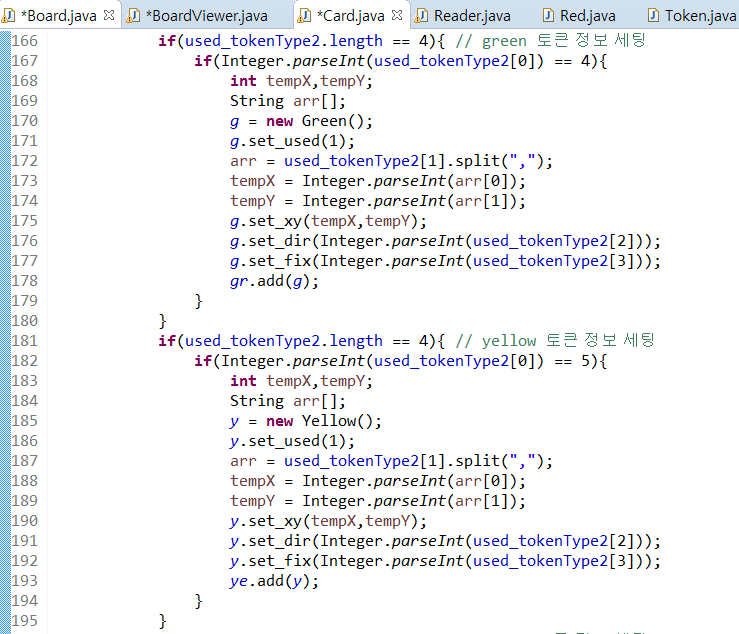 *Board.java *BoardViewer.java *Card.java Reader.java Red.java Token.java
166 if(used_tokenType2.length == 4){ // green 토큰 정보 세팅
167 if(Integer.parseInt(used_tokenType2[0]) == 4){
168 int tempX,tempY;
169 String arr[];
170 g = new Green();
171 g.set_used(1);
172 arr = used_tokenType2[1].split(",");
173 tempX = Integer.parseInt(arr[0]);
174 tempY = Integer.parseInt(arr[1]);
175 g.set_xy(tempX,tempY);
176 g.set_dir(Integer.parseInt(used_tokenType2[2]));
177 g.set_fix(Integer.parseInt(used_tokenType2[3]));
178 gr.add(g);
179 }
180 }
181 if(used_tokenType2.length == 4){ // yellow 토큰 정보 세팅
182 if(Integer.parseInt(used_tokenType2[0]) == 5){
183 int tempX,tempY;
184 String arr[];
185 y = new Yellow();
186 y.set_used(1);
187 arr = used_tokenType2[1].split(",");
188 tempX = Integer.parseInt(arr[0]);
189 tempY = Integer.parseInt(arr[1]);
190 y.set_xy(tempX,tempY);
191 y.set_dir(Integer.parseInt(used_tokenType2[2]));
192 y.set_fix(Integer.parseInt(used_tokenType2[3]));
193 ye.add(y);
194 }
195 }